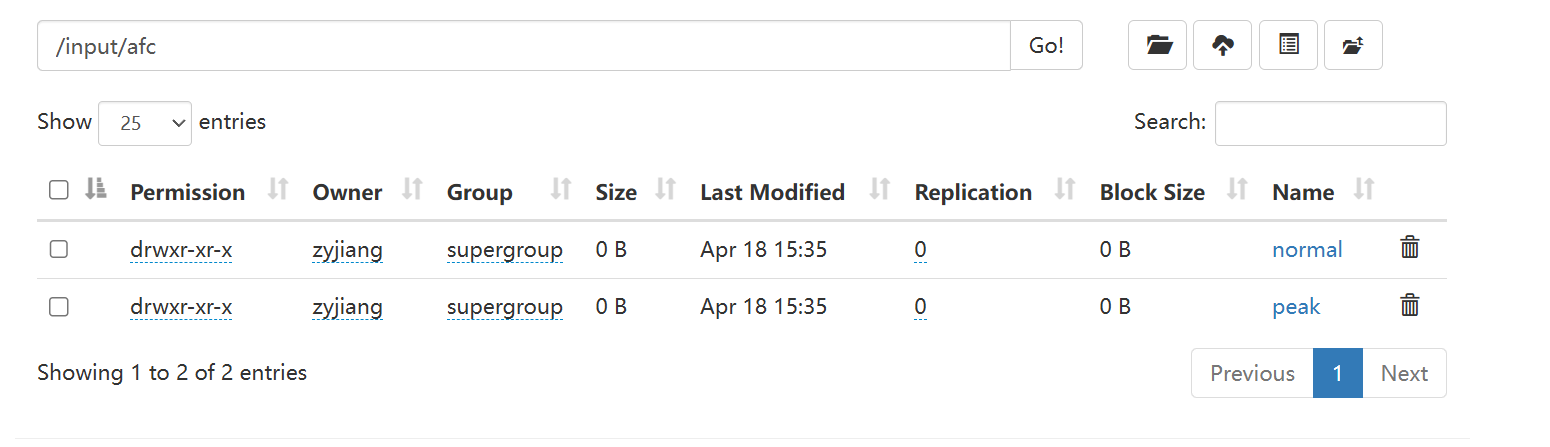 /input/afc Go!
Show 25 entries Search:
Permission Owner Group Size Last Modified Replication Block Size Name
drwxr-xr-x zyjiang supergroup 0 B Apr 18 15:35 0 0 B normal
drwxr-xr-x zyjiang supergroup 0 B Apr 18 15:35 0 0 B peak
Showing 1 to 2 of 2 entries Previous 1 Next